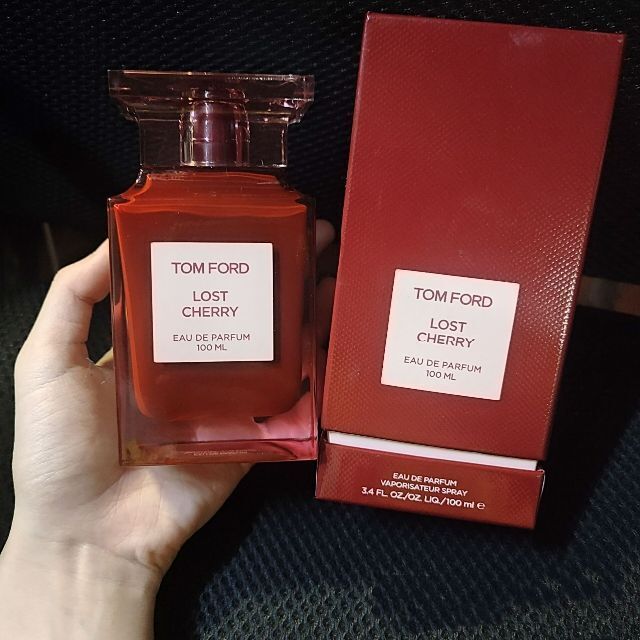 TOM FORD
LOST
CHERRY
EAU DE PARFUM
100 ML
TOM FORD
LOST
CHERRY
EAU DE PARFUM
100 ML
EAU DE PARFUM
VAPORISATEUR SPRAY
3.4 FL. OZ/OZ. LIQ./100 ml ℮